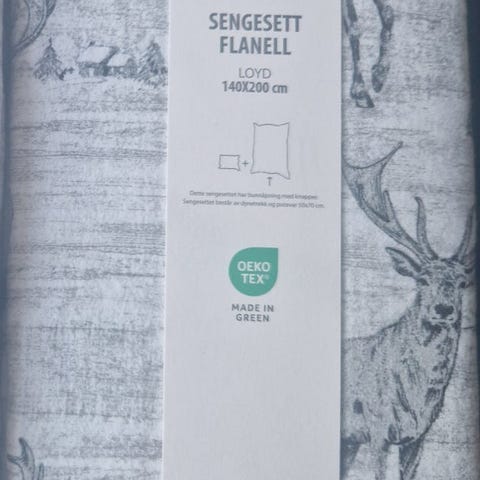 SENGESETT
FLANELL
LOYD
140X200 cm
Dette sengesettet har bunnåpning med knapper.
Sengesettet består av dynetrekk og putevar 50x70 cm.
OEKO
TEX®
MADE IN
GREEN